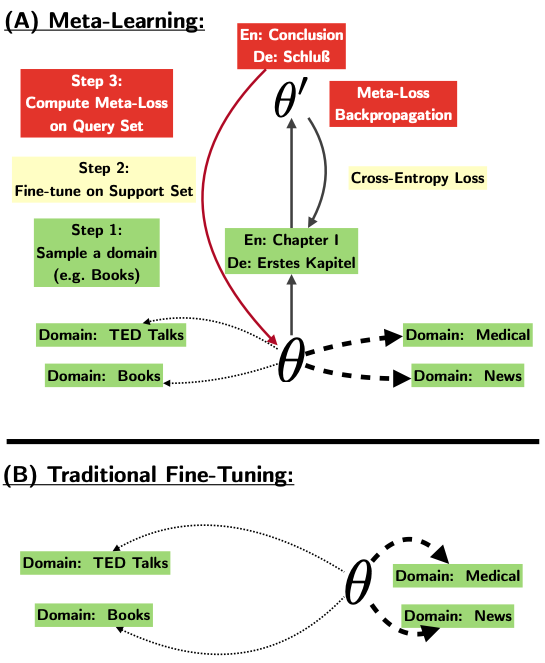 (A) Meta-Learning:
En: Conclusion
De: Schluß
Step 3:
Compute Meta-Loss
on Query Set
θ′
Meta-Loss
Backpropagation
Step 2:
Fine-tune on Support Set
Cross-Entropy Loss
Step 1:
Sample a domain
(e.g. Books)
En: Chapter I
De: Erstes Kapitel
Domain: TED Talks
Domain: Books
θ
Domain: Medical
Domain: News
(B) Traditional Fine-Tuning:
Domain: TED Talks
Domain: Books
θ
Domain: Medical
Domain: News